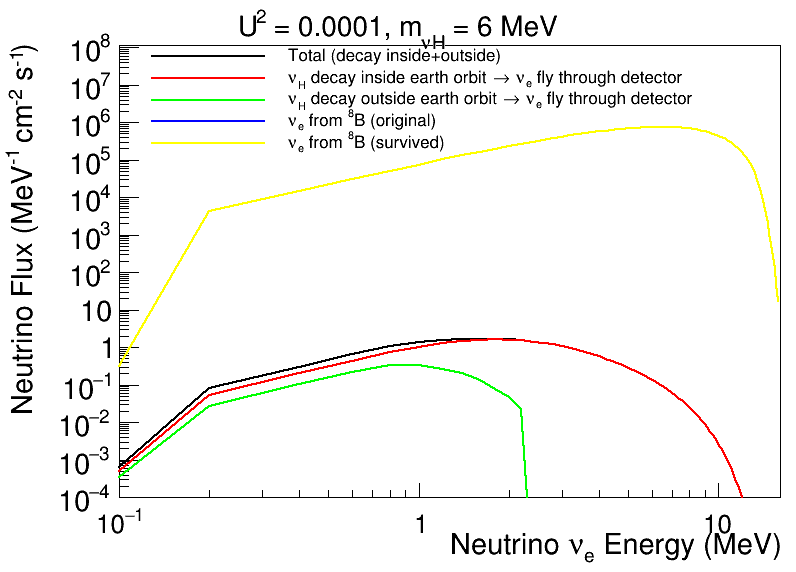 U² = 0.0001, m_νH = 6 MeV
Total (decay inside+outside)
ν_H decay inside earth orbit → ν_e fly through detector
ν_H decay outside earth orbit → ν_e fly through detector
ν_e from ⁸B (original)
ν_e from ⁸B (survived)
Neutrino Flux (MeV⁻¹ cm⁻² s⁻¹)
10⁸
10⁷
10⁶
10⁵
10⁴
10³
10²
10
1
10⁻¹
10⁻²
10⁻³
10⁻⁴
10⁻¹ 1 10
Neutrino ν_e Energy (MeV)